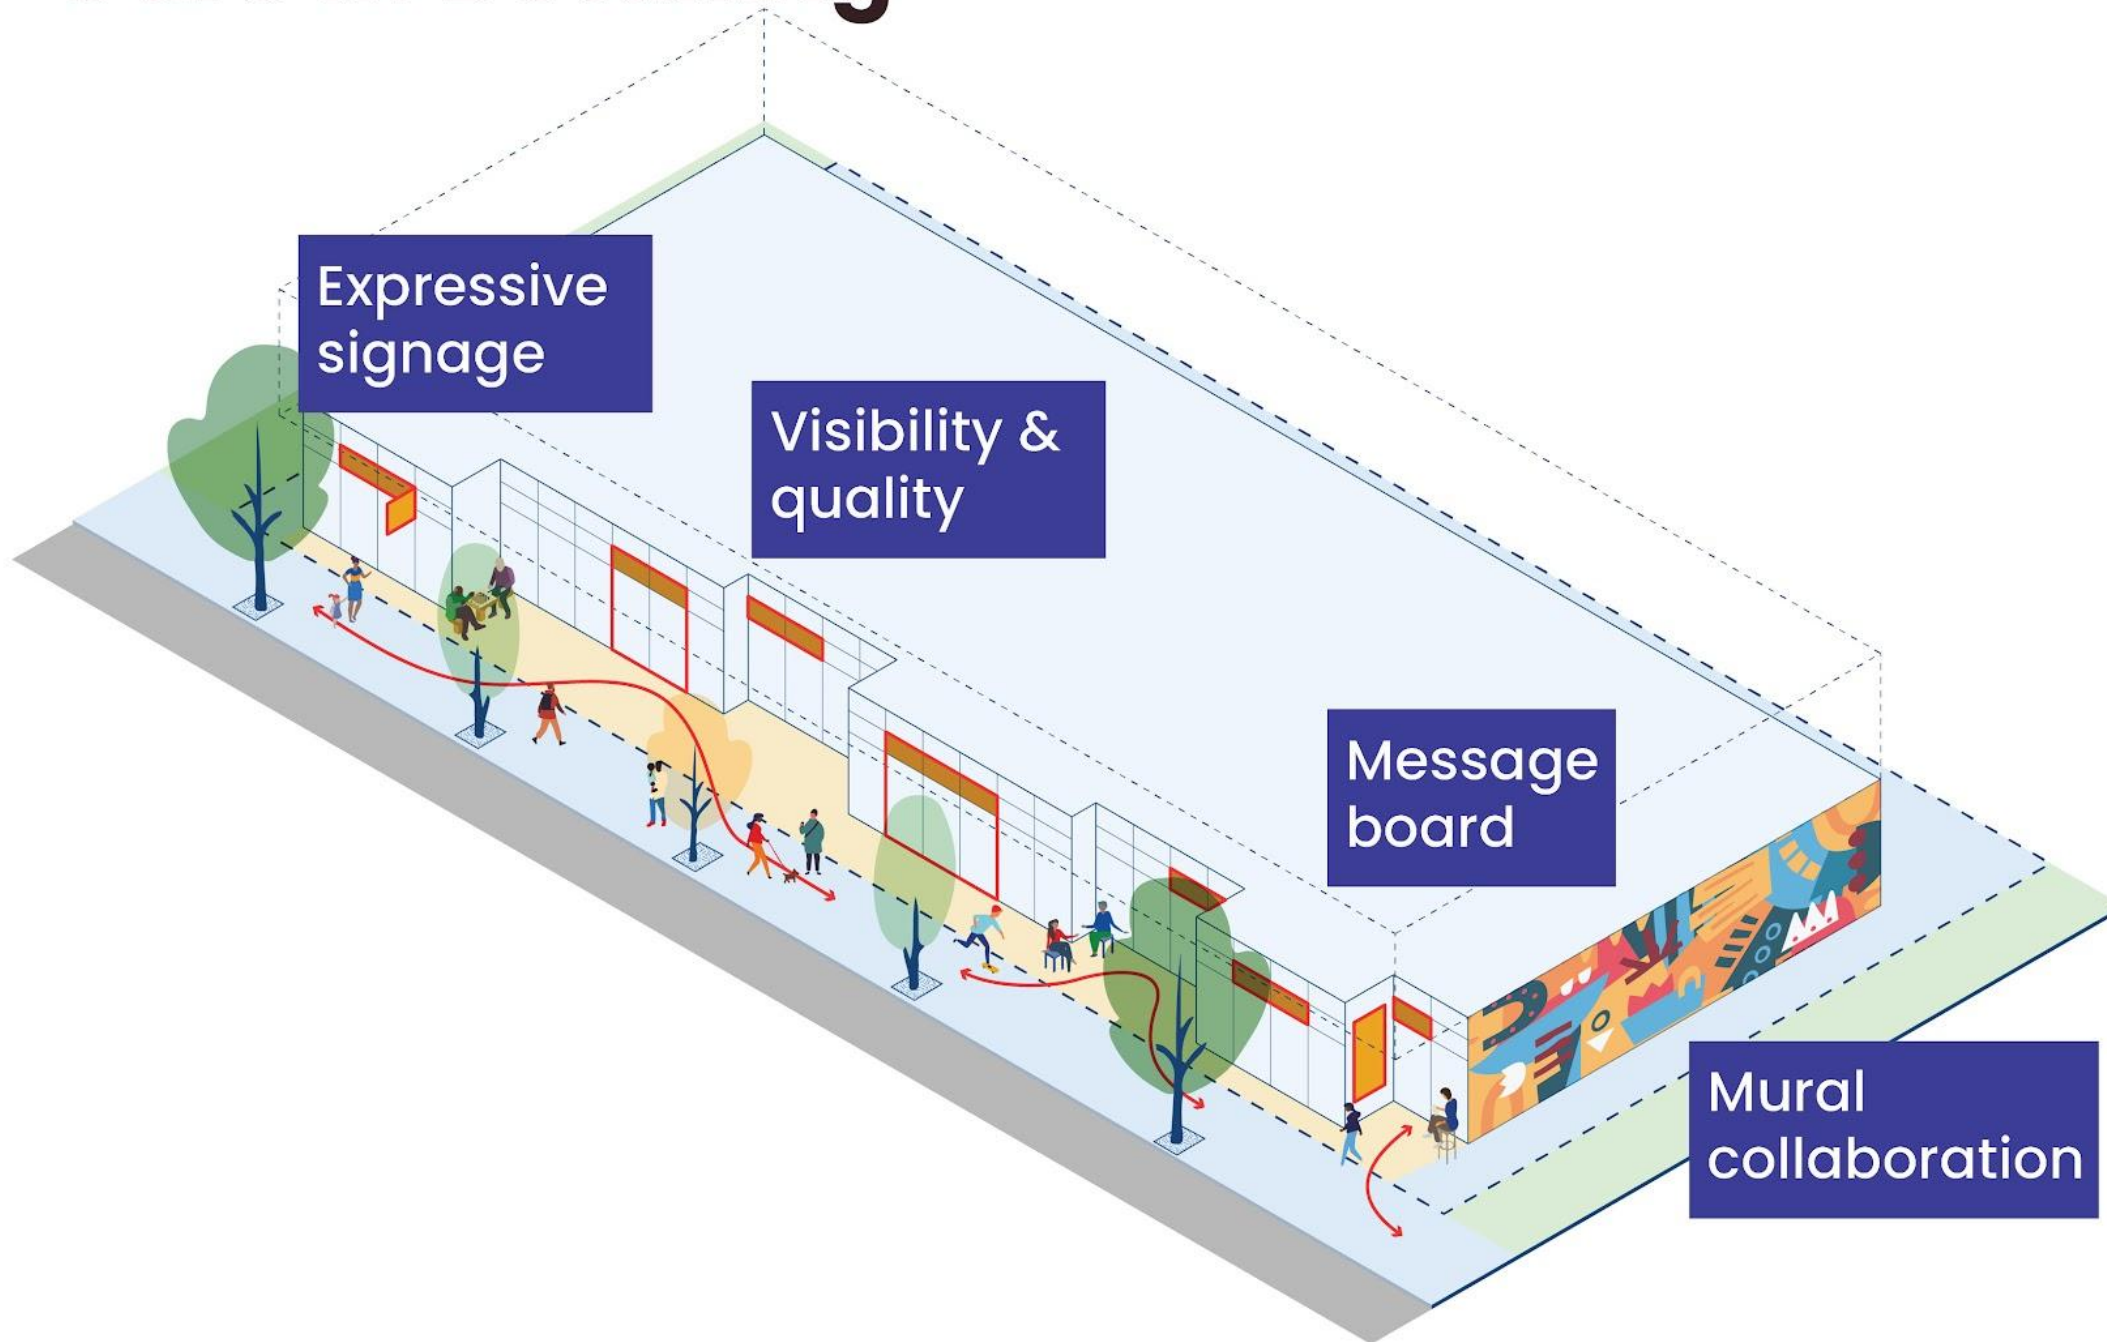 Expressive
signage
Visibility &
quality
Message
board
Mural
collaboration